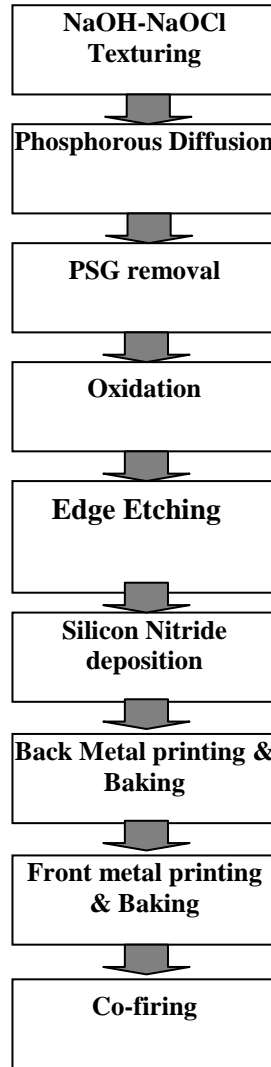 NaOH-NaOCl
Texturing
Phosphorous Diffusion
PSG removal
Oxidation
Edge Etching
Silicon Nitride
deposition
Back Metal printing &
Baking
Front metal printing
& Baking
Co-firing